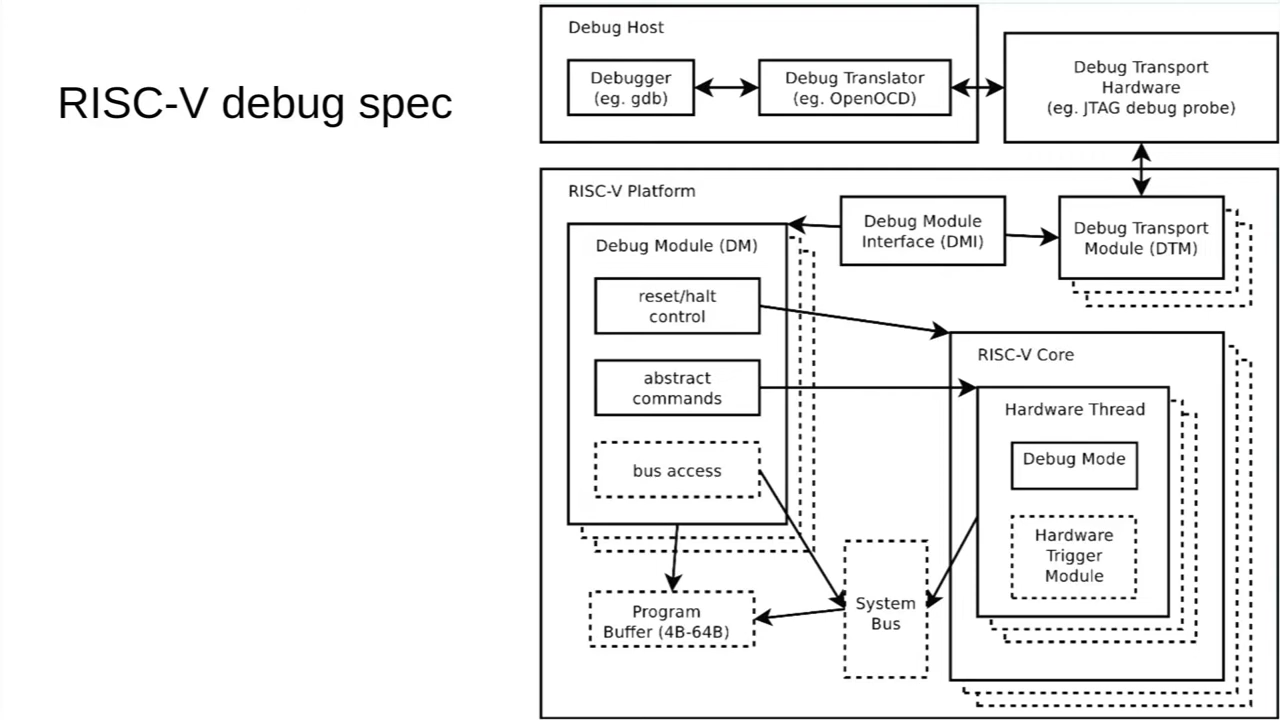 RISC-V debug spec
Debug Host
Debugger
(eg. gdb)
Debug Translator
(eg. OpenOCD)
Debug Transport
Hardware
(eg. JTAG debug probe)
RISC-V Platform
Debug Module (DM)
Debug Module
Interface (DMI)
Debug Transport
Module (DTM)
reset/halt
control
abstract
commands
bus access
RISC-V Core
Hardware Thread
Debug Mode
Hardware
Trigger
Module
System
Bus
Program
Buffer (4B-64B)